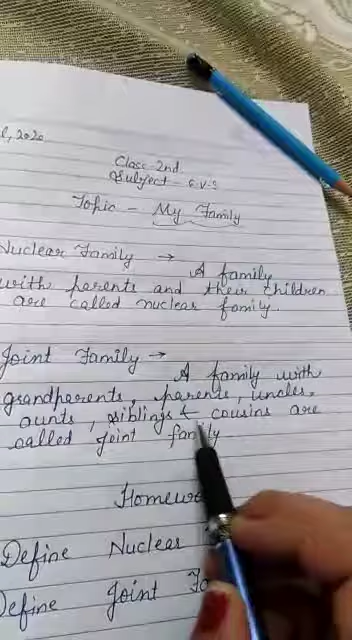 2020
Class - 2nd
Subject - E.V.S
Topic - My Family
Nuclear Family →
A family
with parents and their children
are called nuclear family.
Joint Family →
A family with
grandparents, parents, uncles,
aunts, siblings & cousins are
called joint family
Define Nuclear
Define Joint